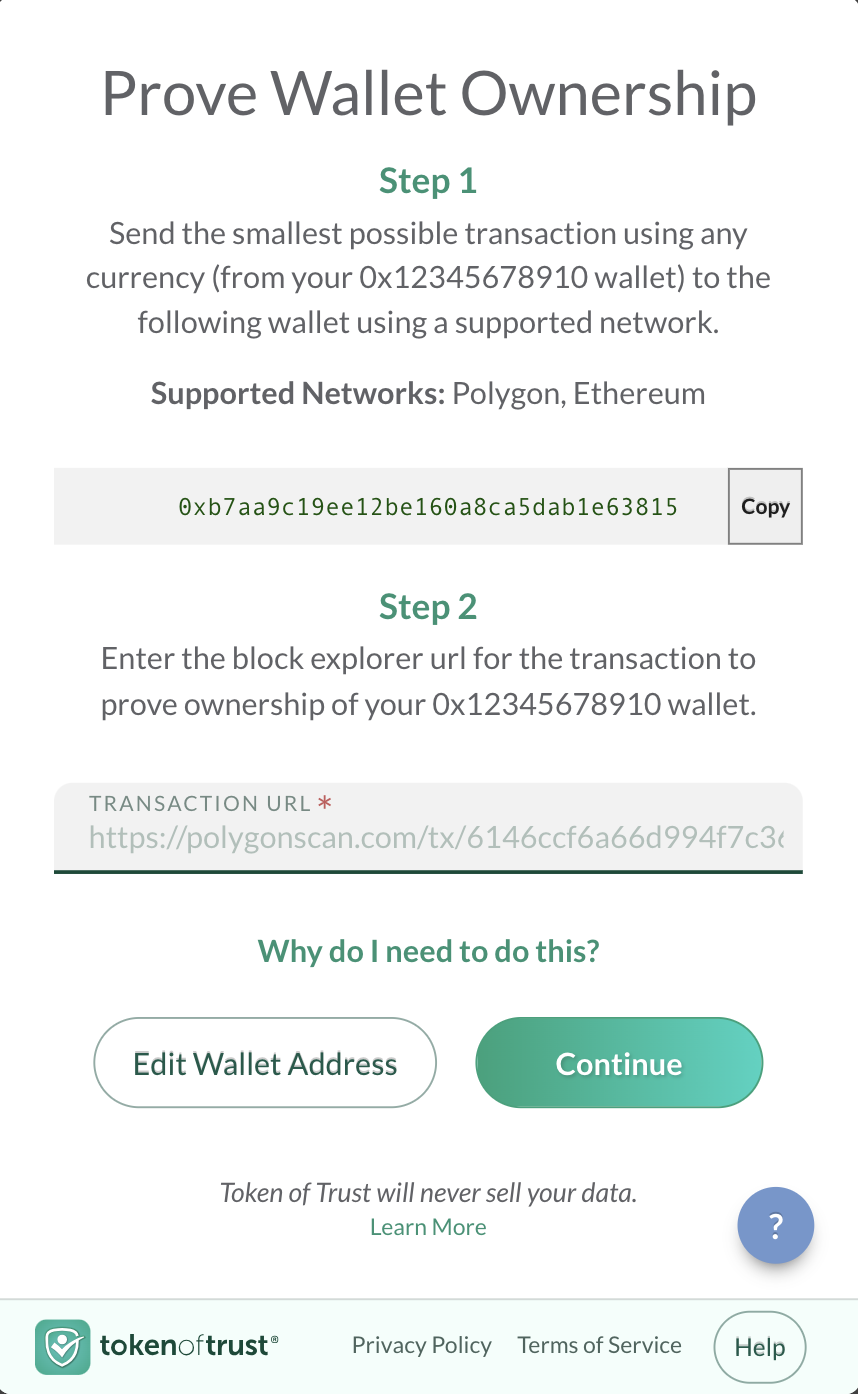 Prove Wallet Ownership
Step 1
Send the smallest possible transaction using any
currency (from your 0x12345678910 wallet) to the
following wallet using a supported network.
Supported Networks: Polygon, Ethereum
0xb7aa9c19ee12be160a8ca5dab1e63815
Copy
Step 2
Enter the block explorer url for the transaction to
prove ownership of your 0x12345678910 wallet.
TRANSACTION URL *
https://polygonscan.com/tx/6146ccf6a66d994f7c36
Why do I need to do this?
Edit Wallet Address
Continue
Token of Trust will never sell your data.
Learn More
?
tokenoftrust®
Privacy Policy
Terms of Service
Help